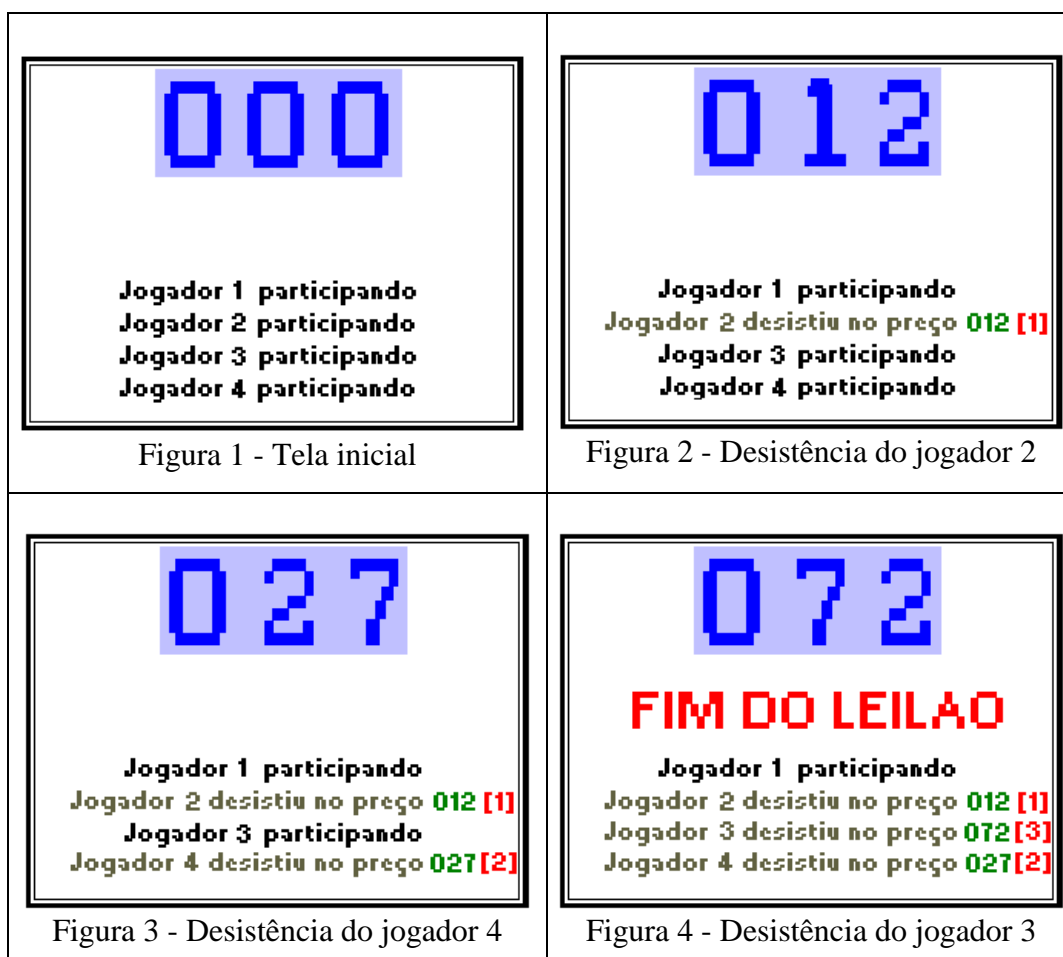 000
Jogador 1 participando
Jogador 2 participando
Jogador 3 participando
Jogador 4 participando
Figura 1 - Tela inicial
012
Jogador 1 participando
Jogador 2 desistiu no preço 012 [1]
Jogador 3 participando
Jogador 4 participando
Figura 2 - Desistência do jogador 2
027
Jogador 1 participando
Jogador 2 desistiu no preço 012 [1]
Jogador 3 participando
Jogador 4 desistiu no preço 027[2]
Figura 3 - Desistência do jogador 4
072
FIM DO LEILAO
Jogador 1 participando
Jogador 2 desistiu no preço 012 [1]
Jogador 3 desistiu no preço 072[3]
Jogador 4 desistiu no preço 027[2]
Figura 4 - Desistência do jogador 3